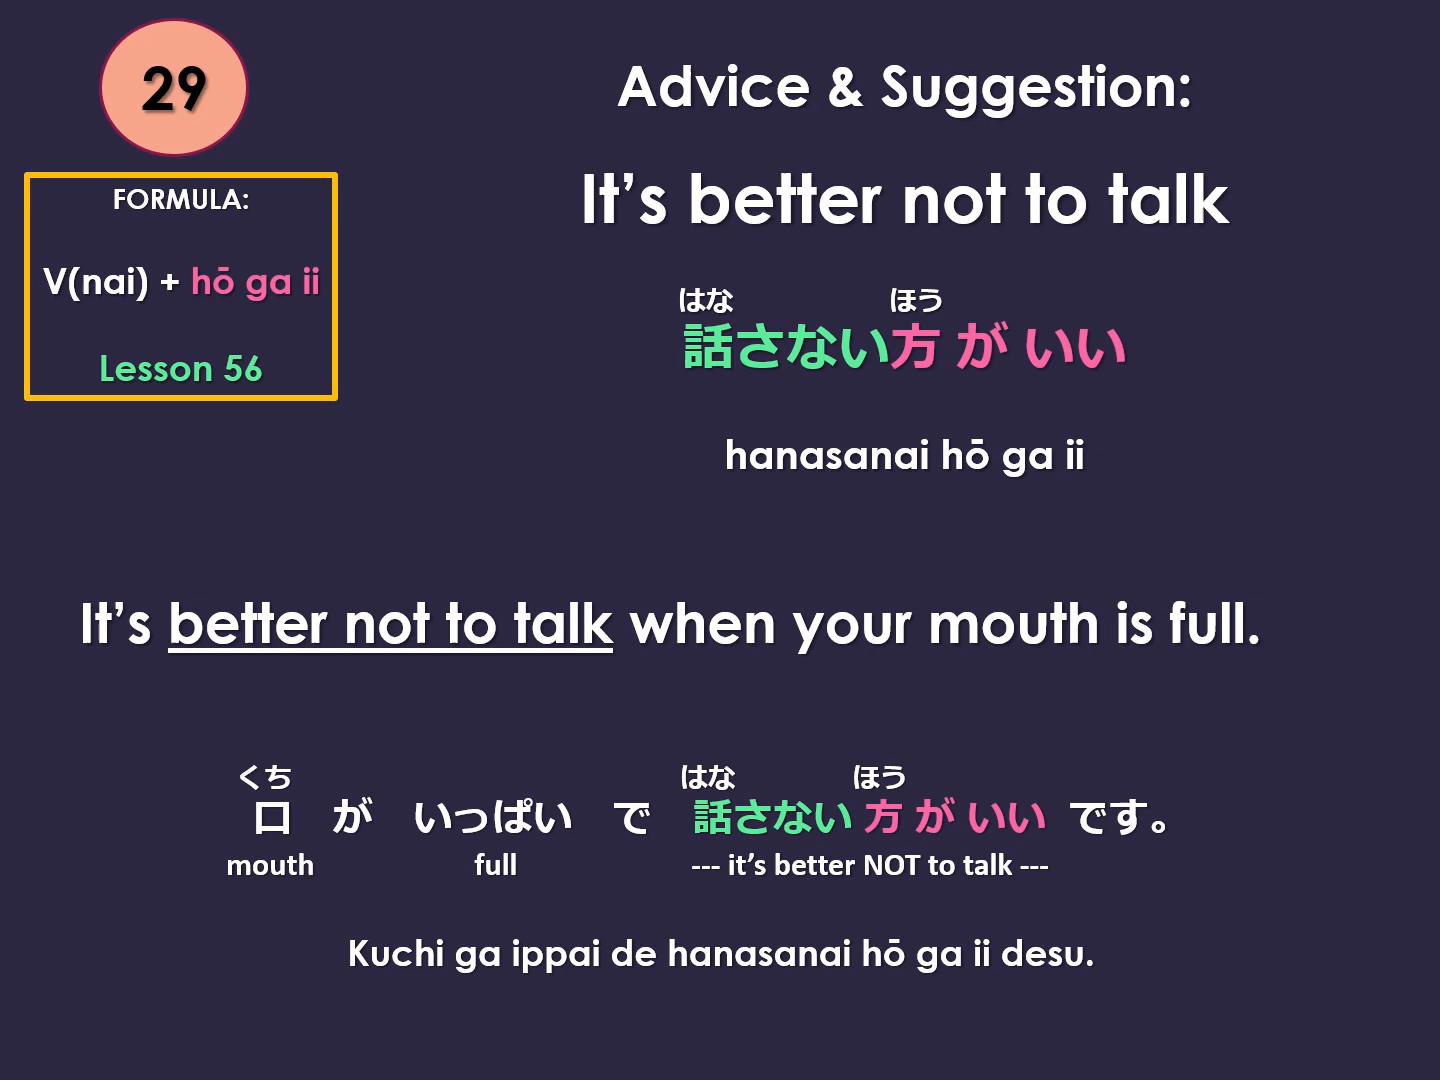 29
FORMULA:
V(nai) + hō ga ii
Lesson 56
Advice & Suggestion:
It's better not to talk
はな ほう
話さない方 が いい
hanasanai hō ga ii
It's better not to talk when your mouth is full.
くち はな ほう
口 が いっぱい で 話さない 方 が いい です。
mouth full --- it's better NOT to talk ---
Kuchi ga ippai de hanasanai hō ga ii desu.